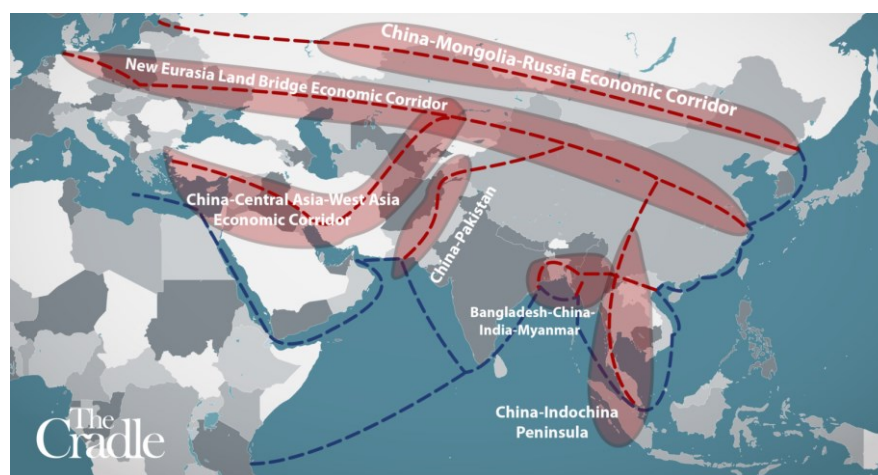 China-Mongolia-Russia Economic Corridor
New Eurasia Land Bridge Economic Corridor
China-Central Asia-West Asia
Economic Corridor
China-Pakistan
Bangladesh-China-
India-Myanmar
China-Indochina
Peninsula
The
Cradle